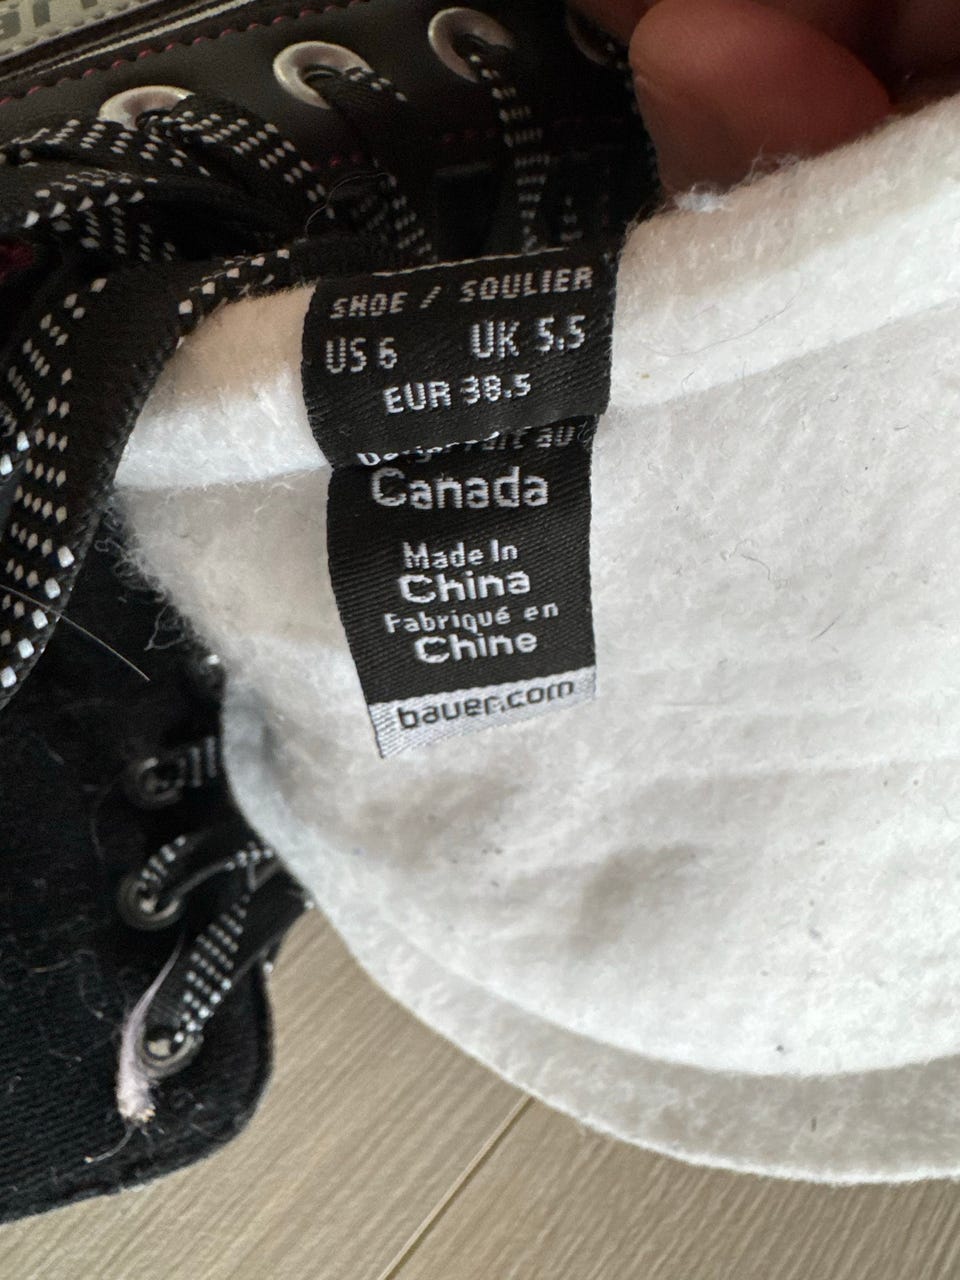 SHOE / SOULIER
US 6 UK 5.5
EUR 38.5
au
Canada
Made In
China
Fabriqué en
Chine
bauer.com